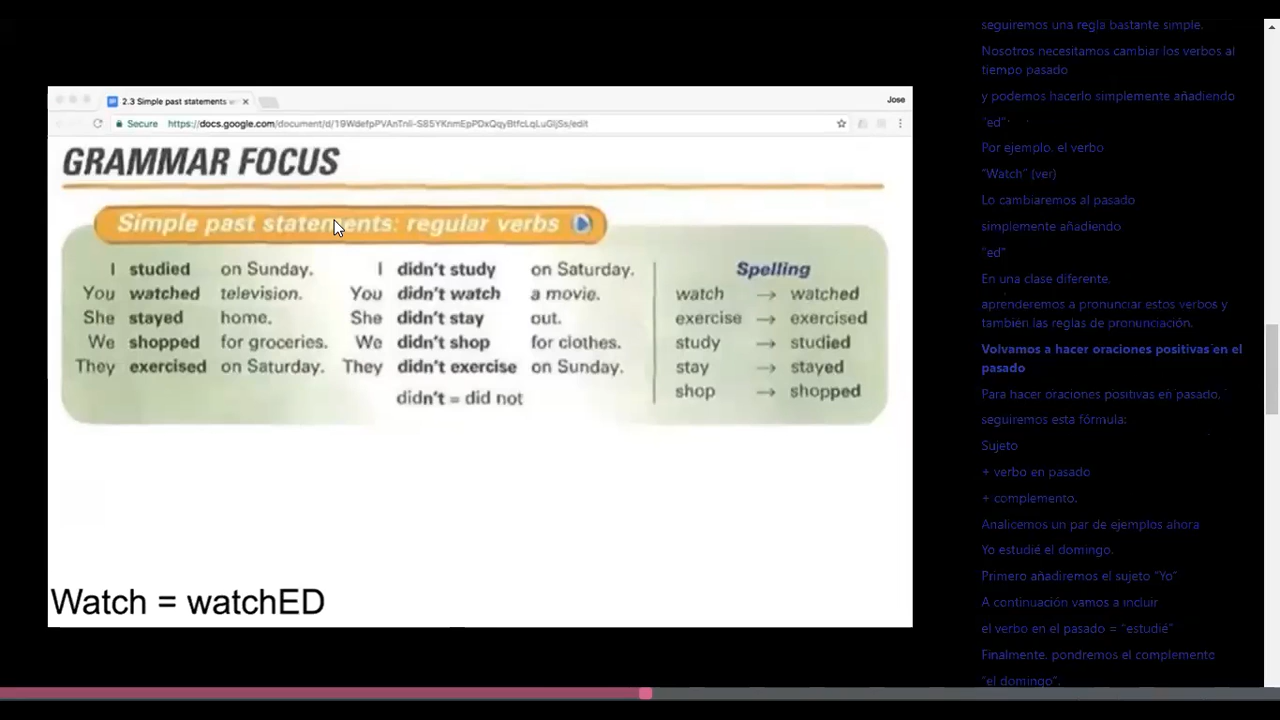 2.3 Simple past statements
Jose
Secure https://docs.google.com/document/d/19WdefpPVAnTnil-S85YKnmEpPDxQqyBtfcLqLuGljSs/edit
GRAMMAR FOCUS
Simple past statements: regular verbs
I studied on Sunday. I didn't study on Saturday.
You watched television. You didn't watch a movie.
She stayed home. She didn't stay out.
We shopped for groceries. We didn't shop for clothes.
They exercised on Saturday. They didn't exercise on Sunday.
didn't = did not
Spelling
watch → watched
exercise → exercised
study → studied
stay → stayed
shop → shopped
Watch = watchED
seguiremos una regla bastante simple.
Nosotros necesitamos cambiar los verbos al
tiempo pasado
y podemos hacerlo simplemente añadiendo
"ed"
Por ejemplo, el verbo
"Watch" (ver)
Lo cambiaremos al pasado
simplemente añadiendo
"ed"
En una clase diferente,
aprenderemos a pronunciar estos verbos y
también las reglas de pronunciación.
Volvamos a hacer oraciones positivas en el
pasado
Para hacer oraciones positivas en pasado,
seguiremos esta fórmula:
Sujeto
+ verbo en pasado
+ complemento.
Analicemos un par de ejemplos ahora
Yo estudié el domingo.
Primero añadiremos el sujeto "Yo"
A continuación vamos a incluir
el verbo en el pasado = "estudié"
Finalmente, pondremos el complemento
"el domingo".